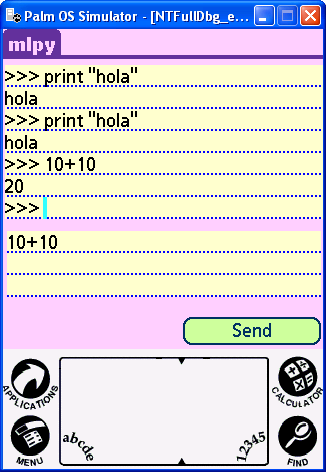 Palm OS Simulator - [NTFullDbg_e...
mlpy
>>> print "hola"
hola
>>> print "hola"
hola
>>> 10+10
20
>>>
10+10
Send
APPLICATIONS
MENU
abcde
12345
CALCULATOR
FIND